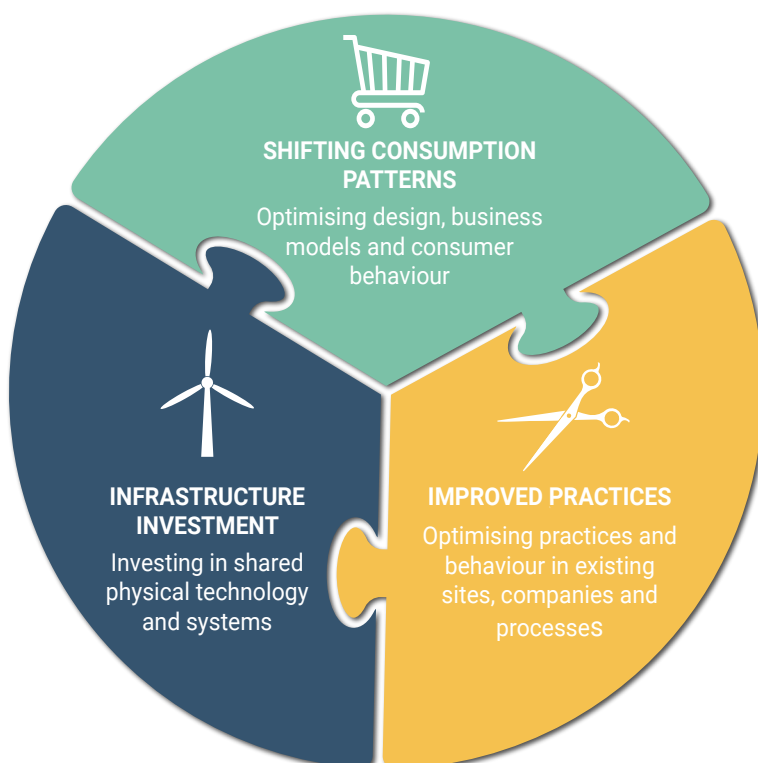 SHIFTING CONSUMPTION
PATTERNS
Optimising design, business
models and consumer
behaviour
INFRASTRUCTURE
INVESTMENT
Investing in shared
physical technology
and systems
IMPROVED PRACTICES
Optimising practices and
behaviour in existing
sites, companies and
processes